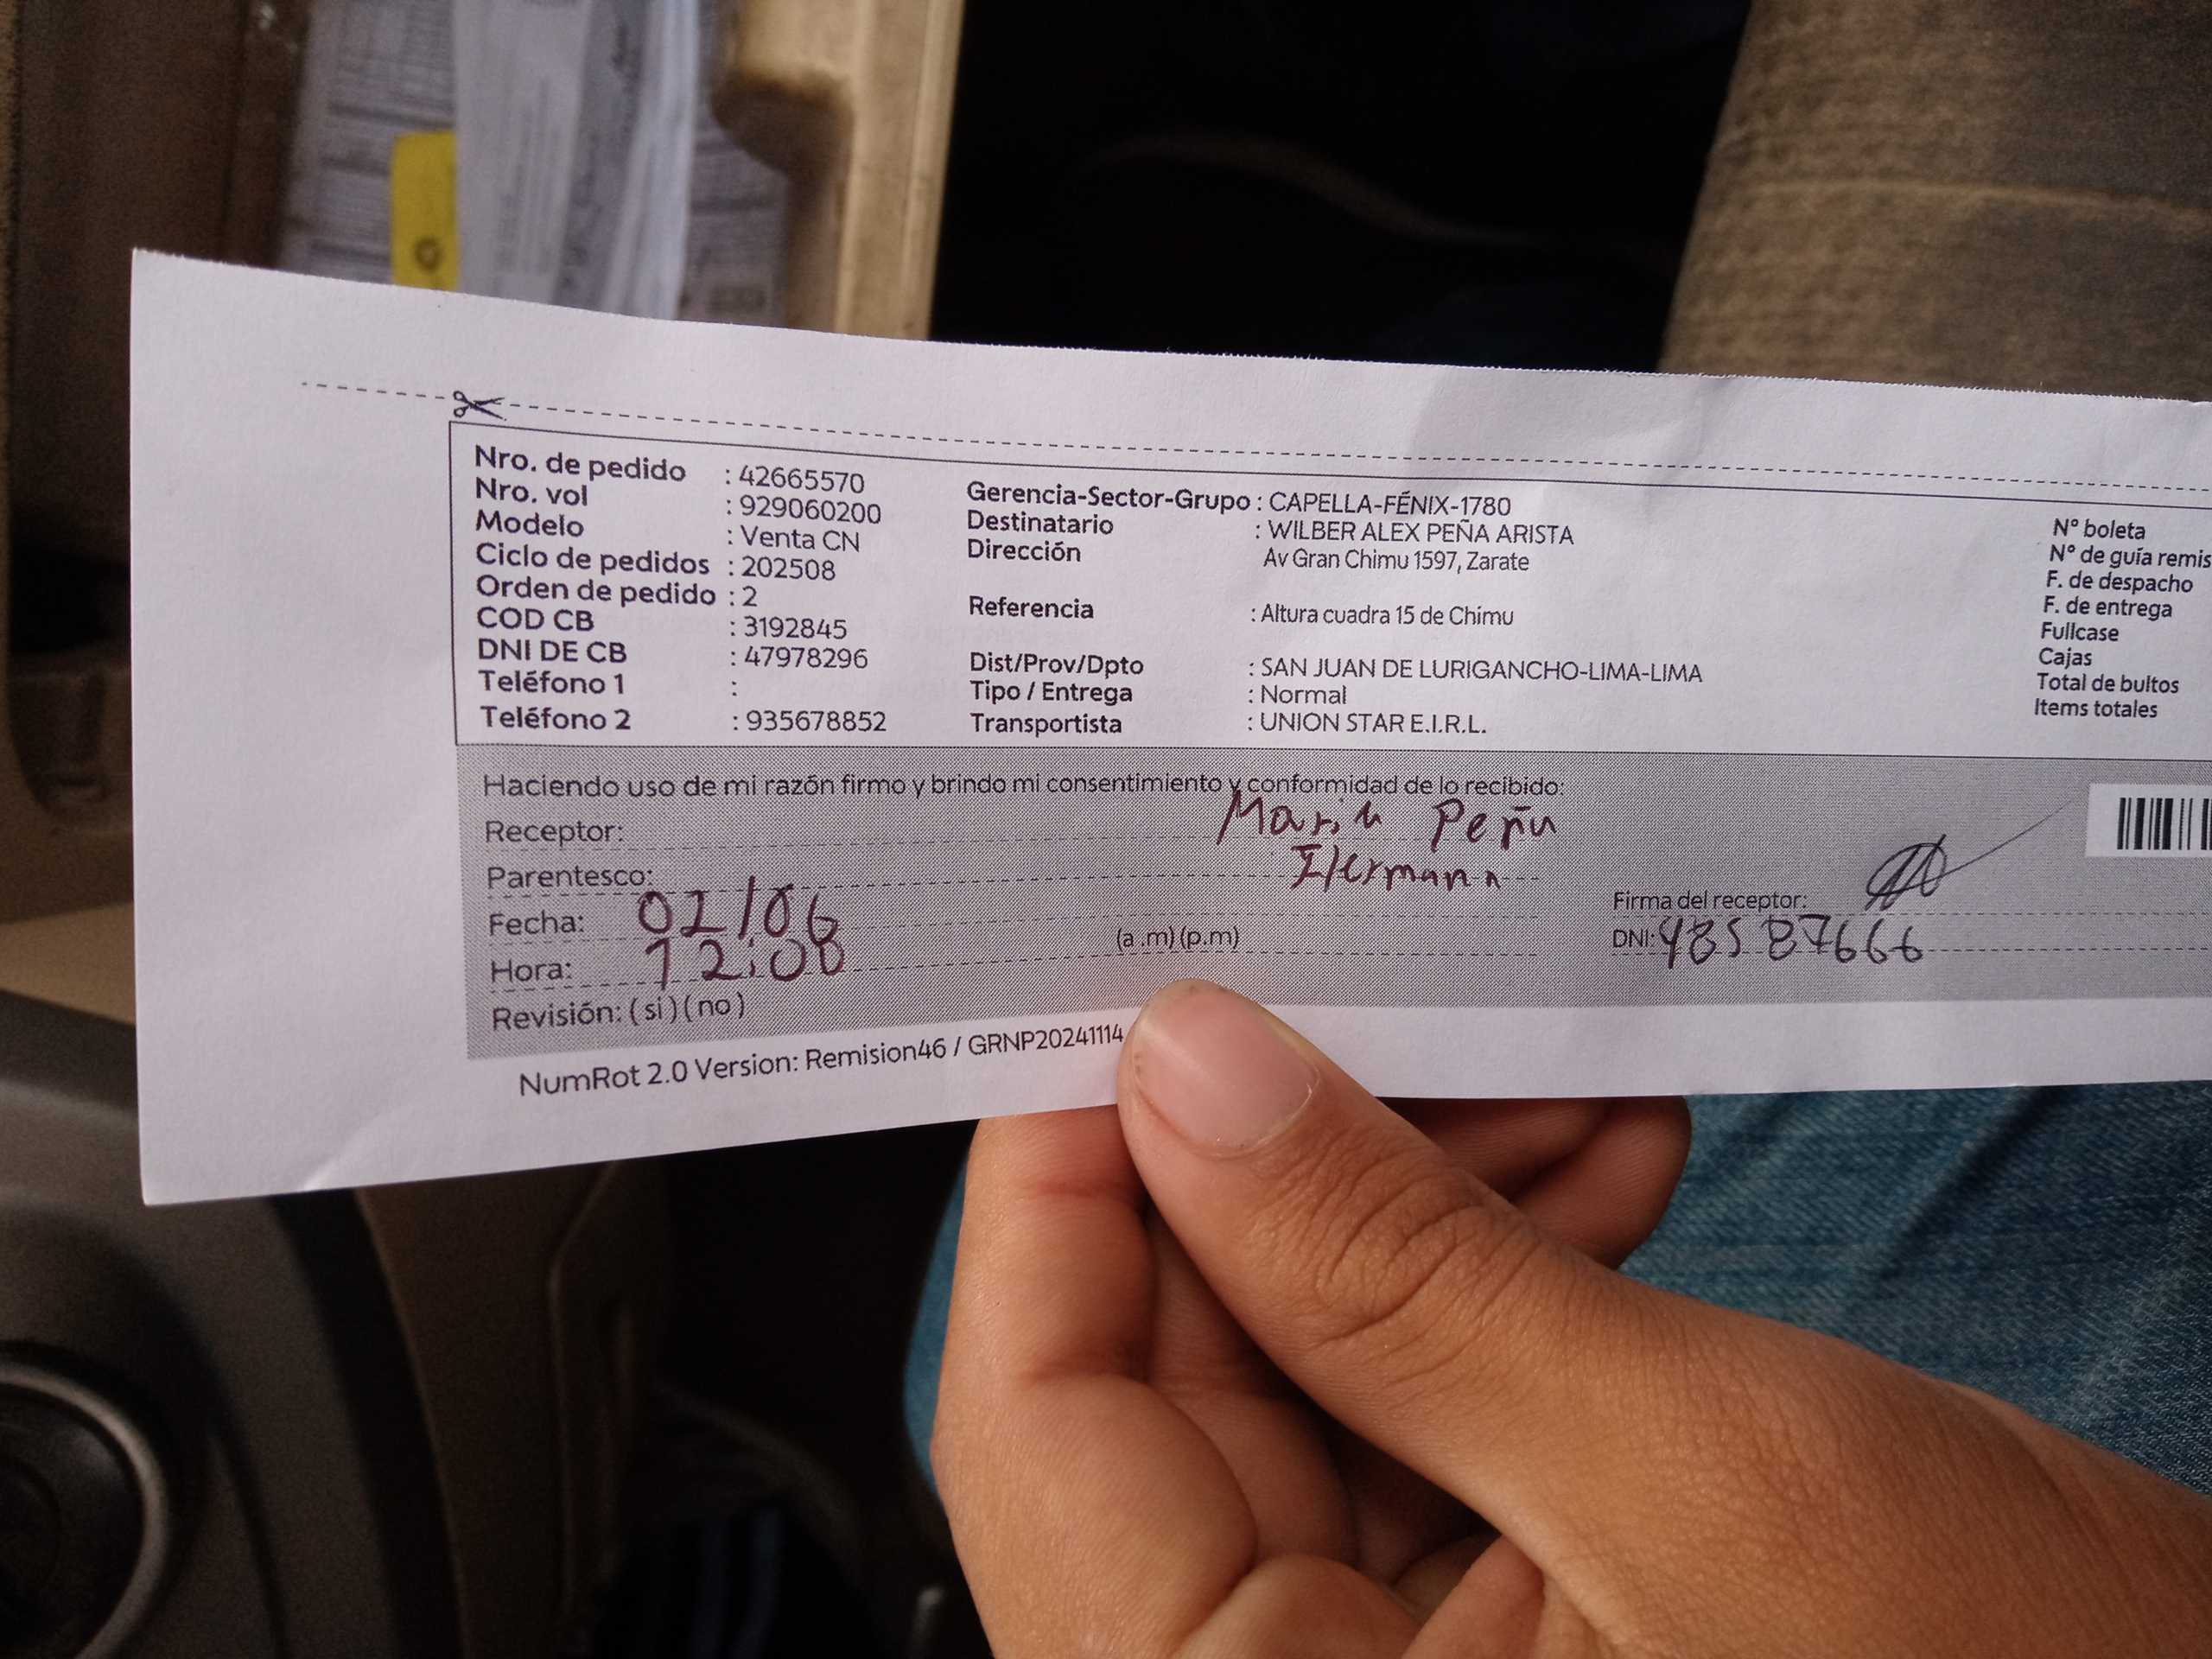 Nro. de pedido : 42665570
Nro. vol : 929060200
Modelo : Venta CN
Ciclo de pedidos : 202508
Orden de pedido : 2
COD CB : 3192845
DNI DE CB : 47978296
Teléfono 1 :
Teléfono 2 : 935678852
Gerencia-Sector-Grupo : CAPELLA-FÉNIX-1780
Destinatario : WILBER ALEX PEÑA ARISTA
Dirección Av Gran Chimu 1597, Zarate
Referencia : Altura cuadra 15 de Chimu
Dist/Prov/Dpto : SAN JUAN DE LURIGANCHO-LIMA-LIMA
Tipo / Entrega : Normal
Transportista : UNION STAR E.I.R.L.
N° boleta
N° de guía remis
F. de despacho
F. de entrega
Fullcase
Cajas
Total de bultos
Items totales
Haciendo uso de mi razón firmo y brindo mi consentimiento y conformidad de lo recibido:
Receptor: Peña
Parentesco: Hermana
Fecha: 02/06
Hora: 12:00 (a .m) (p.m)
Revisión: ( si ) ( no )
Firma del receptor:
DNI: 48587666
NumRot 2.0 Version: Remision46 / GRNP20241114